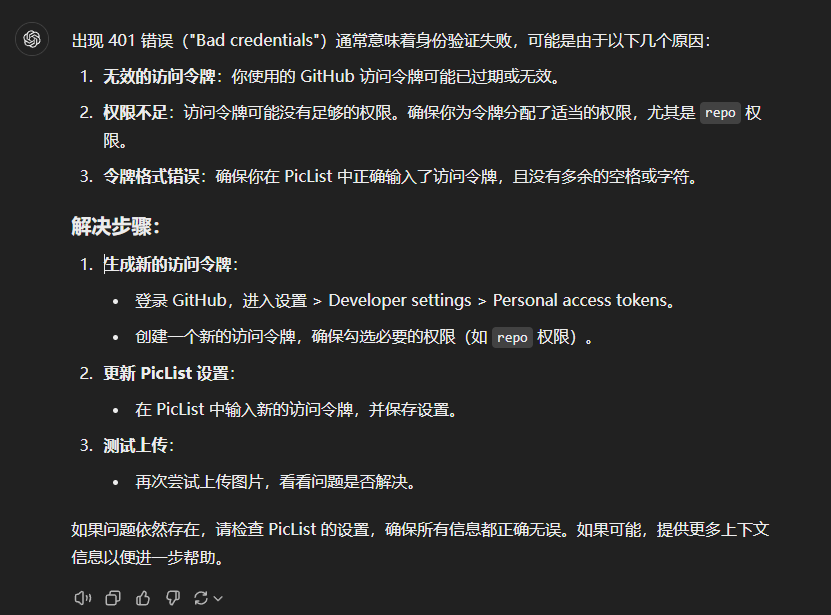 出现 401 错误（"Bad credentials"）通常意味着身份验证失败，可能是由于以下几个原因：
1. 无效的访问令牌：你使用的 GitHub 访问令牌可能已过期或无效。
2. 权限不足：访问令牌可能没有足够的权限。确保你为令牌分配了适当的权限，尤其是 repo 权
限。
3. 令牌格式错误：确保你在 PicList 中正确输入了访问令牌，且没有多余的空格或字符。
解决步骤：
1. 生成新的访问令牌：
• 登录 GitHub，进入设置 > Developer settings > Personal access tokens。
• 创建一个新的访问令牌，确保勾选必要的权限（如 repo 权限）。
2. 更新 PicList 设置：
• 在 PicList 中输入新的访问令牌，并保存设置。
3. 测试上传：
• 再次尝试上传图片，看看问题是否解决。
如果问题依然存在，请检查 PicList 的设置，确保所有信息都正确无误。如果可能，提供更多上下文
信息以便进一步帮助。